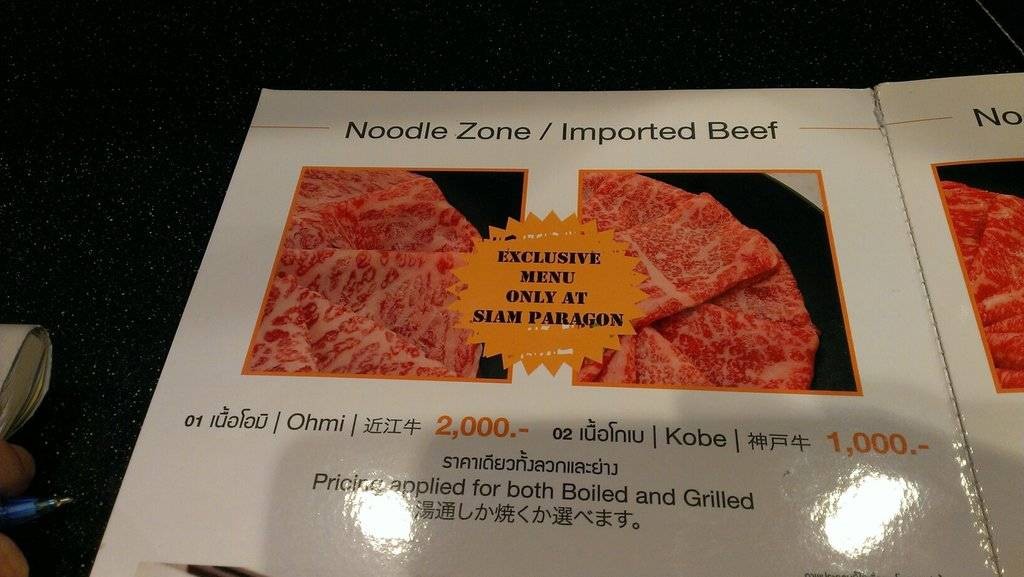 Noodle Zone / Imported Beef
No
EXCLUSIVE
MENU
ONLY AT
SIAM PARAGON
01 เนื้อโอมิ | Ohmi | 近江牛 2,000.-
02 เนื้อโกเบ | Kobe | 神戸牛 1,000.-
ราคาเดียวทั้งลวกและย่าง
Pricing applied for both Boiled and Grilled
湯通しか焼くか選べます。